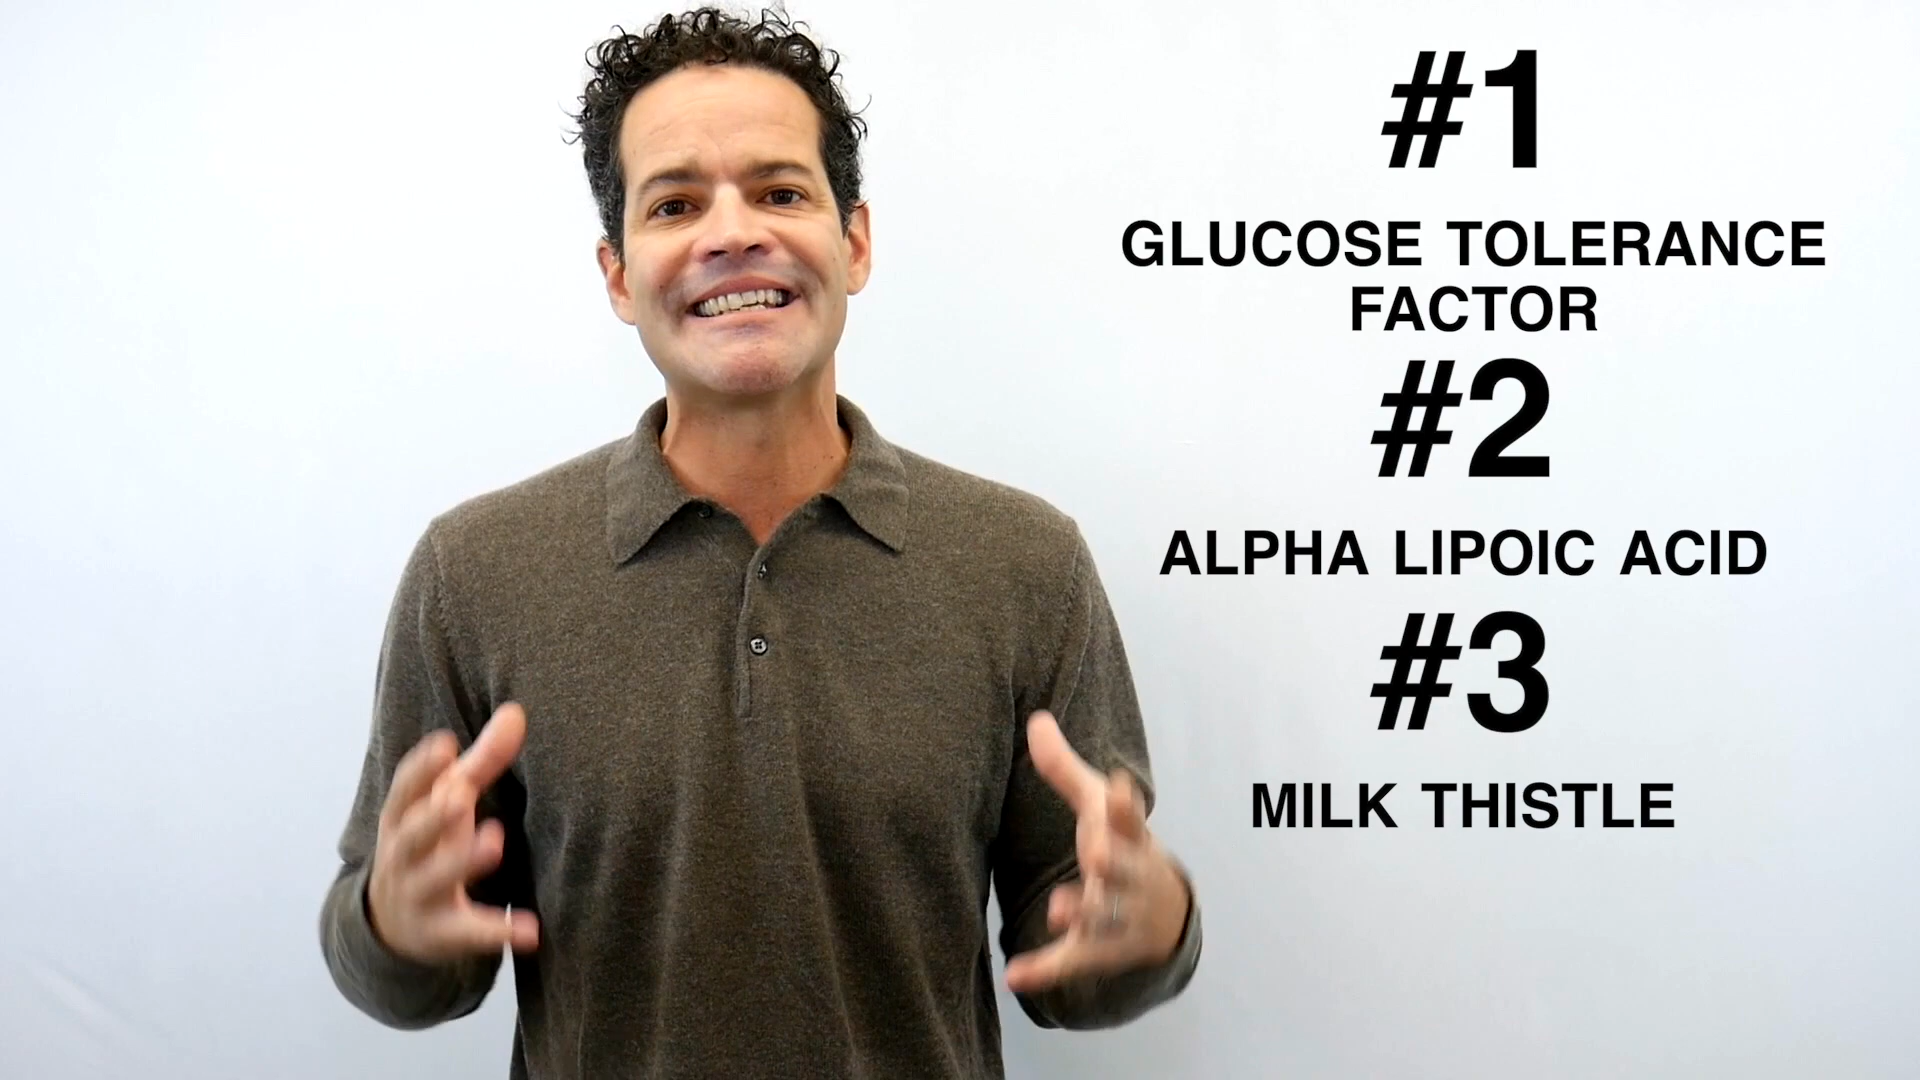 #1
GLUCOSE TOLERANCE
FACTOR
#2
ALPHA LIPOIC ACID
#3
MILK THISTLE